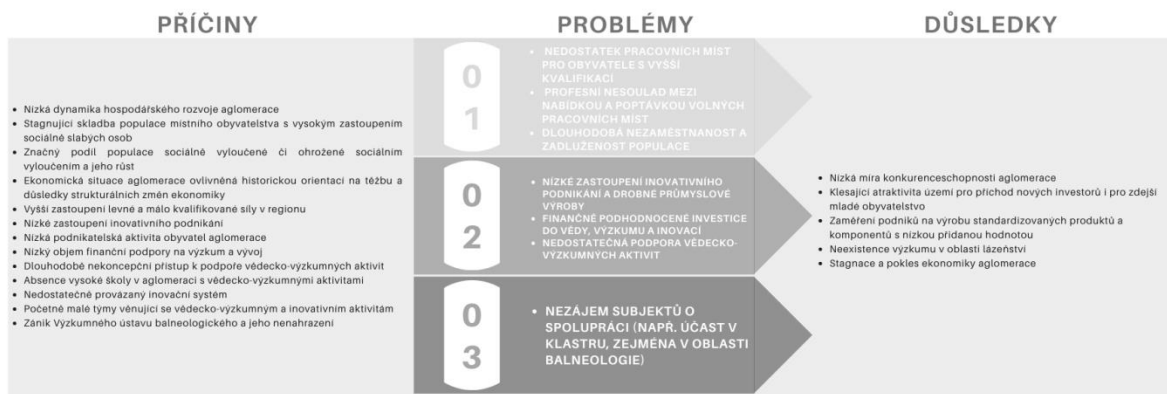 PŘÍČINY
PROBLÉMY
DŮSLEDKY
• Nízká dynamika hospodářského rozvoje aglomerace
• Stagnující skladba populace místního obyvatelstva s vysokým zastoupením
sociálně slabých osob
• Značný podíl populace sociálně vyloučené či ohrožené sociálním
vyloučením a jeho růst
• Ekonomická situace aglomerace ovlivněná historickou orientací na těžbu a
důsledky strukturálních změn ekonomiky
• Vyšší zastoupení levné a málo kvalifikované síly v regionu
• Nízké zastoupení inovativního podnikání
• Nízká podnikatelská aktivita obyvatel aglomerace
• Nízký objem finanční podpory na výzkum a vývoj
• Dlouhodobě nekoncepční přístup k podpoře vědecko-výzkumných aktivit
• Absence vysoké školy v aglomeraci s vědecko-výzkumnými aktivitami
• Nedostatečně provázaný inovační systém
• Početně malé týmy věnující se vědecko-výzkumným a inovativním aktivitám
• Zánik Výzkumného ústavu balneologického a jeho nenahrazení
01
• NEDOSTATEK PRACOVNÍCH MÍST
PRO OBYVATELE S VYŠŠÍ
KVALIFIKACÍ
• PROFESNÍ NESOULAD MEZI
NABÍDKOU A POPTÁVKOU VOLNÝCH
PRACOVNÍCH MÍST
• DLOUHODOBÁ NEZAMĚSTNANOST A
ZADLUŽENOST POPULACE
02
• NÍZKÉ ZASTOUPENÍ INOVATIVNÍHO
PODNIKÁNÍ A DROBNÉ PRŮMYSLOVÉ
VÝROBY
• FINANČNĚ PODHODNOCENÉ INVESTICE
DO VĚDY, VÝZKUMU A INOVACÍ
• NEDOSTATEČNÁ PODPORA VĚDECKO-
VÝZKUMNÝCH AKTIVIT
03
• NEZÁJEM SUBJEKTŮ O
SPOLUPRÁCI (NAPŘ. ÚČAST V
KLASTRU, ZEJMÉNA V OBLASTI
BALNEOLOGIE)
• Nízká míra konkurenceschopnosti aglomerace
• Klesající atraktivita území pro příchod nových investorů i pro zdejší
mladé obyvatelstvo
• Zaměření podniků na výrobu standardizovaných produktů a
komponentů s nízkou přidanou hodnotou
• Neexistence výzkumu v oblasti lázeňství
• Stagnace a pokles ekonomiky aglomerace